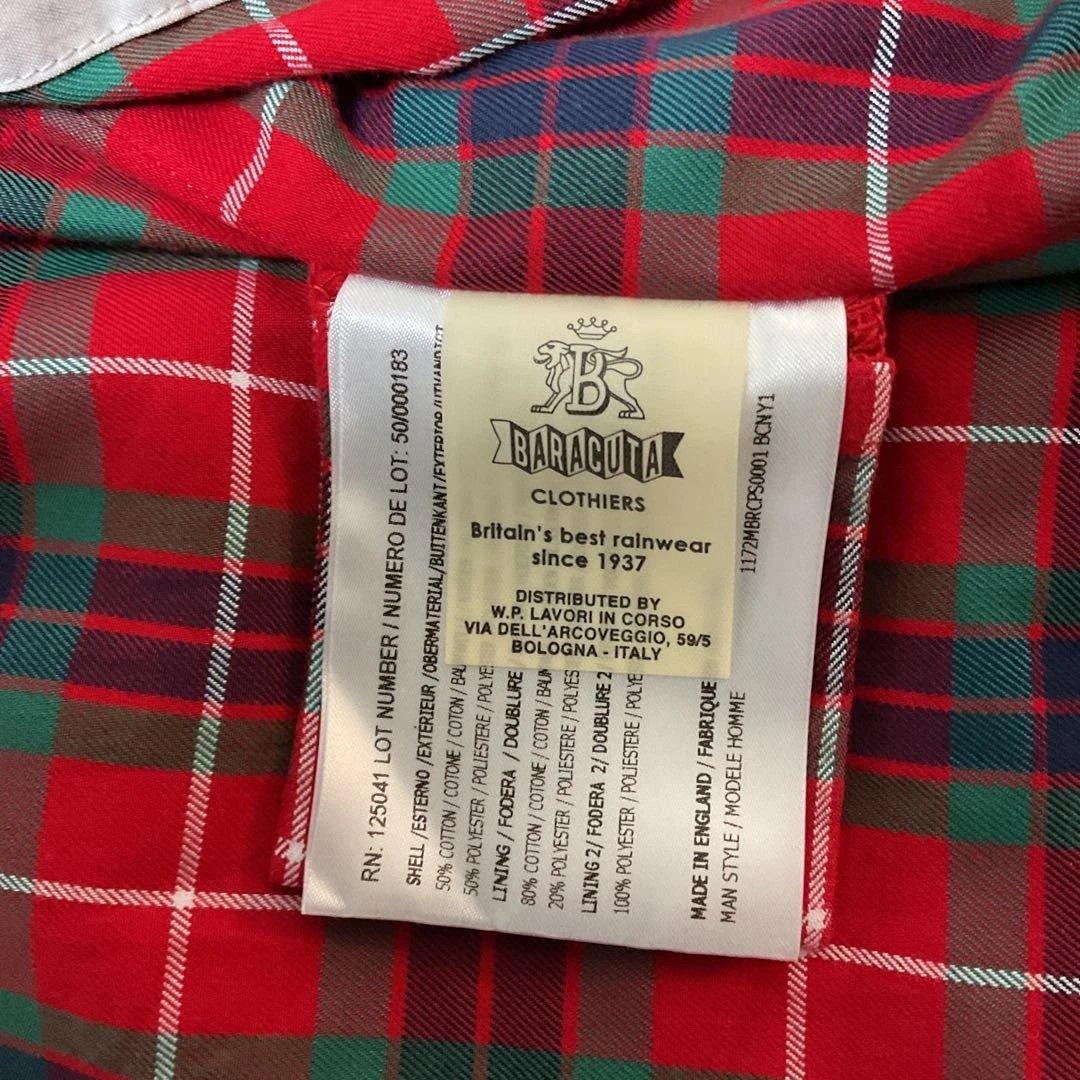 B
BARACUTA
CLOTHIERS
Britain's best rainwear
since 1937
DISTRIBUTED BY
W.P. LAVORI IN CORSO
VIA DELL'ARCOVEGGIO, 59/5
BOLOGNA - ITALY
RN: 125041 LOT NUMBER / NUMERO DE LOT: 50/000183
SHELL /ESTERNO /EXTÉRIEUR /OBERMATERIAL/BUITENKANT/EXTERIOR/UTVANDIGT
50% COTTON / COTONE / COTON /
50% POLYESTER / POLIESTERE /
LINING / FODERA / DOUBLURE
80% COTTON / COTONE / COTON /
20% POLYESTER / POLIESTERE /
LINING 2/ FODERA 2/ DOUBLURE 2
100% POLYESTER / POLIESTERE /
MADE IN ENGLAND / FABRIQUE
MAN STYLE / MODELE HOMME
1172MBRCPS0001 BCNY1